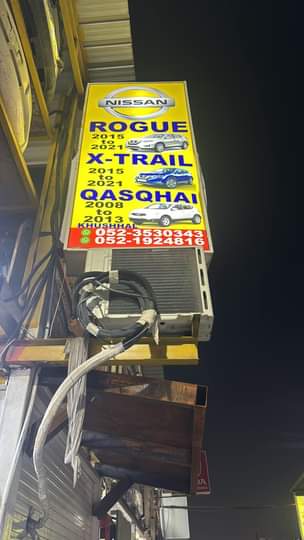 NISSAN
ROGUE
2015
to
2021
X-TRAIL
2015
to
2021
QASQHAI
2008
to
2013
KHUSHHAL
052-3530343
052-1924816